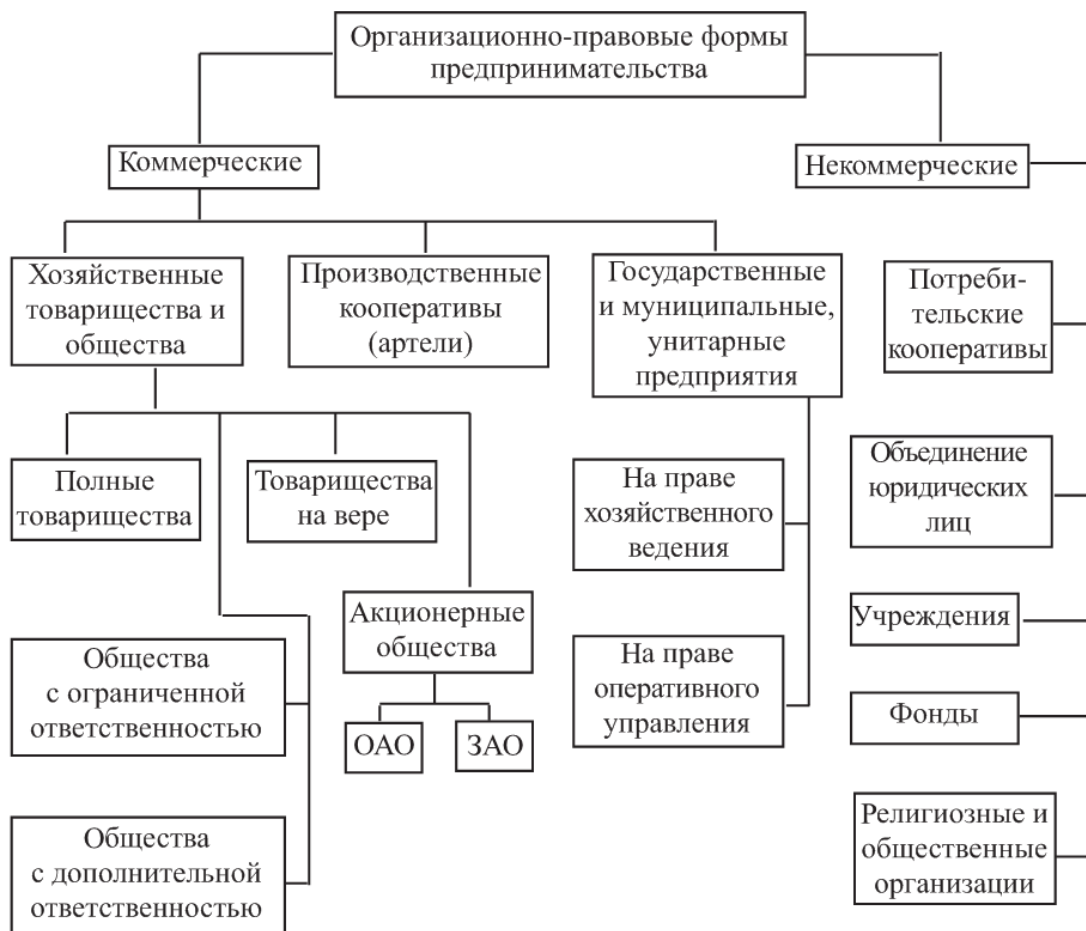 Организационно-правовые формы
предпринимательства
Коммерческие
Некоммерческие
Хозяйственные
товарищества и
общества
Производственные
кооперативы
(артели)
Государственные
и муниципальные,
унитарные
предприятия
Потреби-
тельские
кооперативы
Полные
товарищества
Товарищества
на вере
На праве
хозяйственного
ведения
Объединение
юридических
лиц
Акционерные
общества
Учреждения
Общества
с ограниченной
ответственностью
ОАО
ЗАО
На праве
оперативного
управления
Фонды
Общества
с дополнительной
ответственностью
Религиозные и
общественные
организации